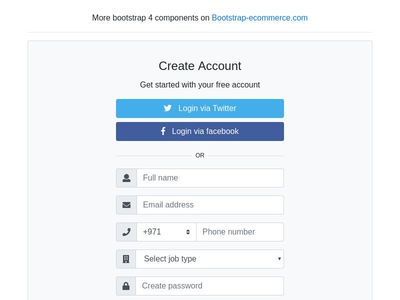 More bootstrap 4 components on Bootstrap-ecommerce.com
Create Account
Get started with your free account
Login via Twitter
Login via facebook
OR
Full name
Email address
+971 Phone number
Select job type
Create password